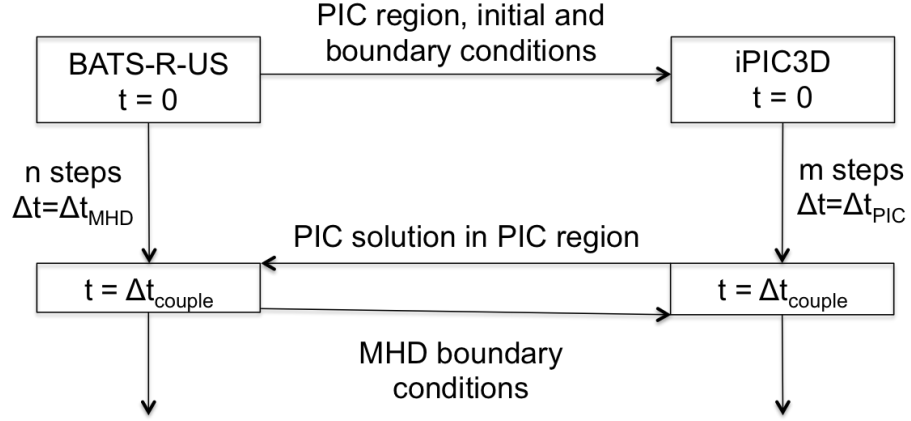 PIC region, initial and
boundary conditions
BATS-R-US
t = 0
iPIC3D
t = 0
n steps
Δt=Δt_MHD
m steps
Δt=Δt_PIC
PIC solution in PIC region
t = Δt_couple
t = Δt_couple
MHD boundary
conditions